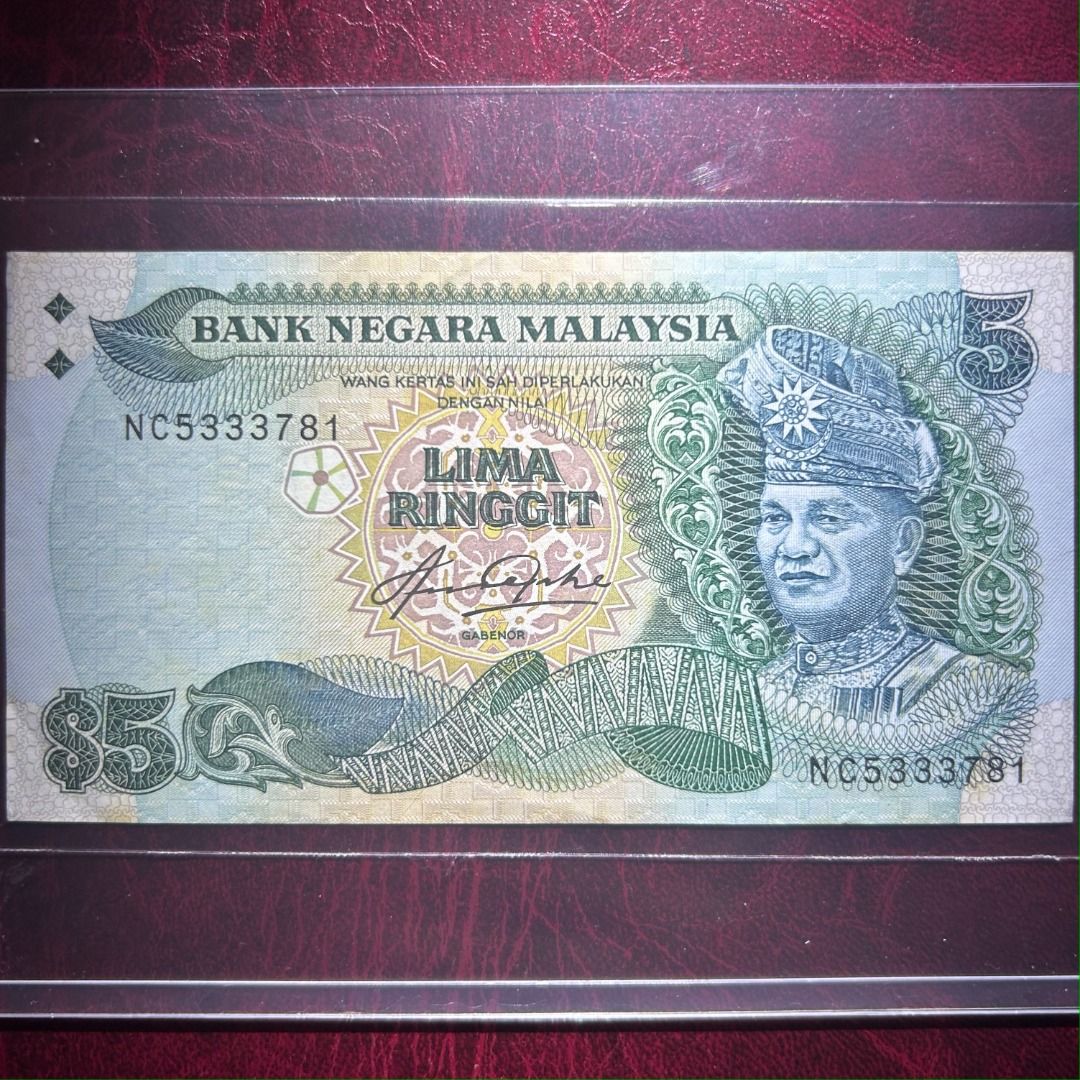 BANK NEGARA MALAYSIA
5
WANG KERTAS INI SAH DIPERLAKUKAN
DENGAN NILAI
NC5333781
LIMA
RINGGIT
GABENOR
$5
NC5333781